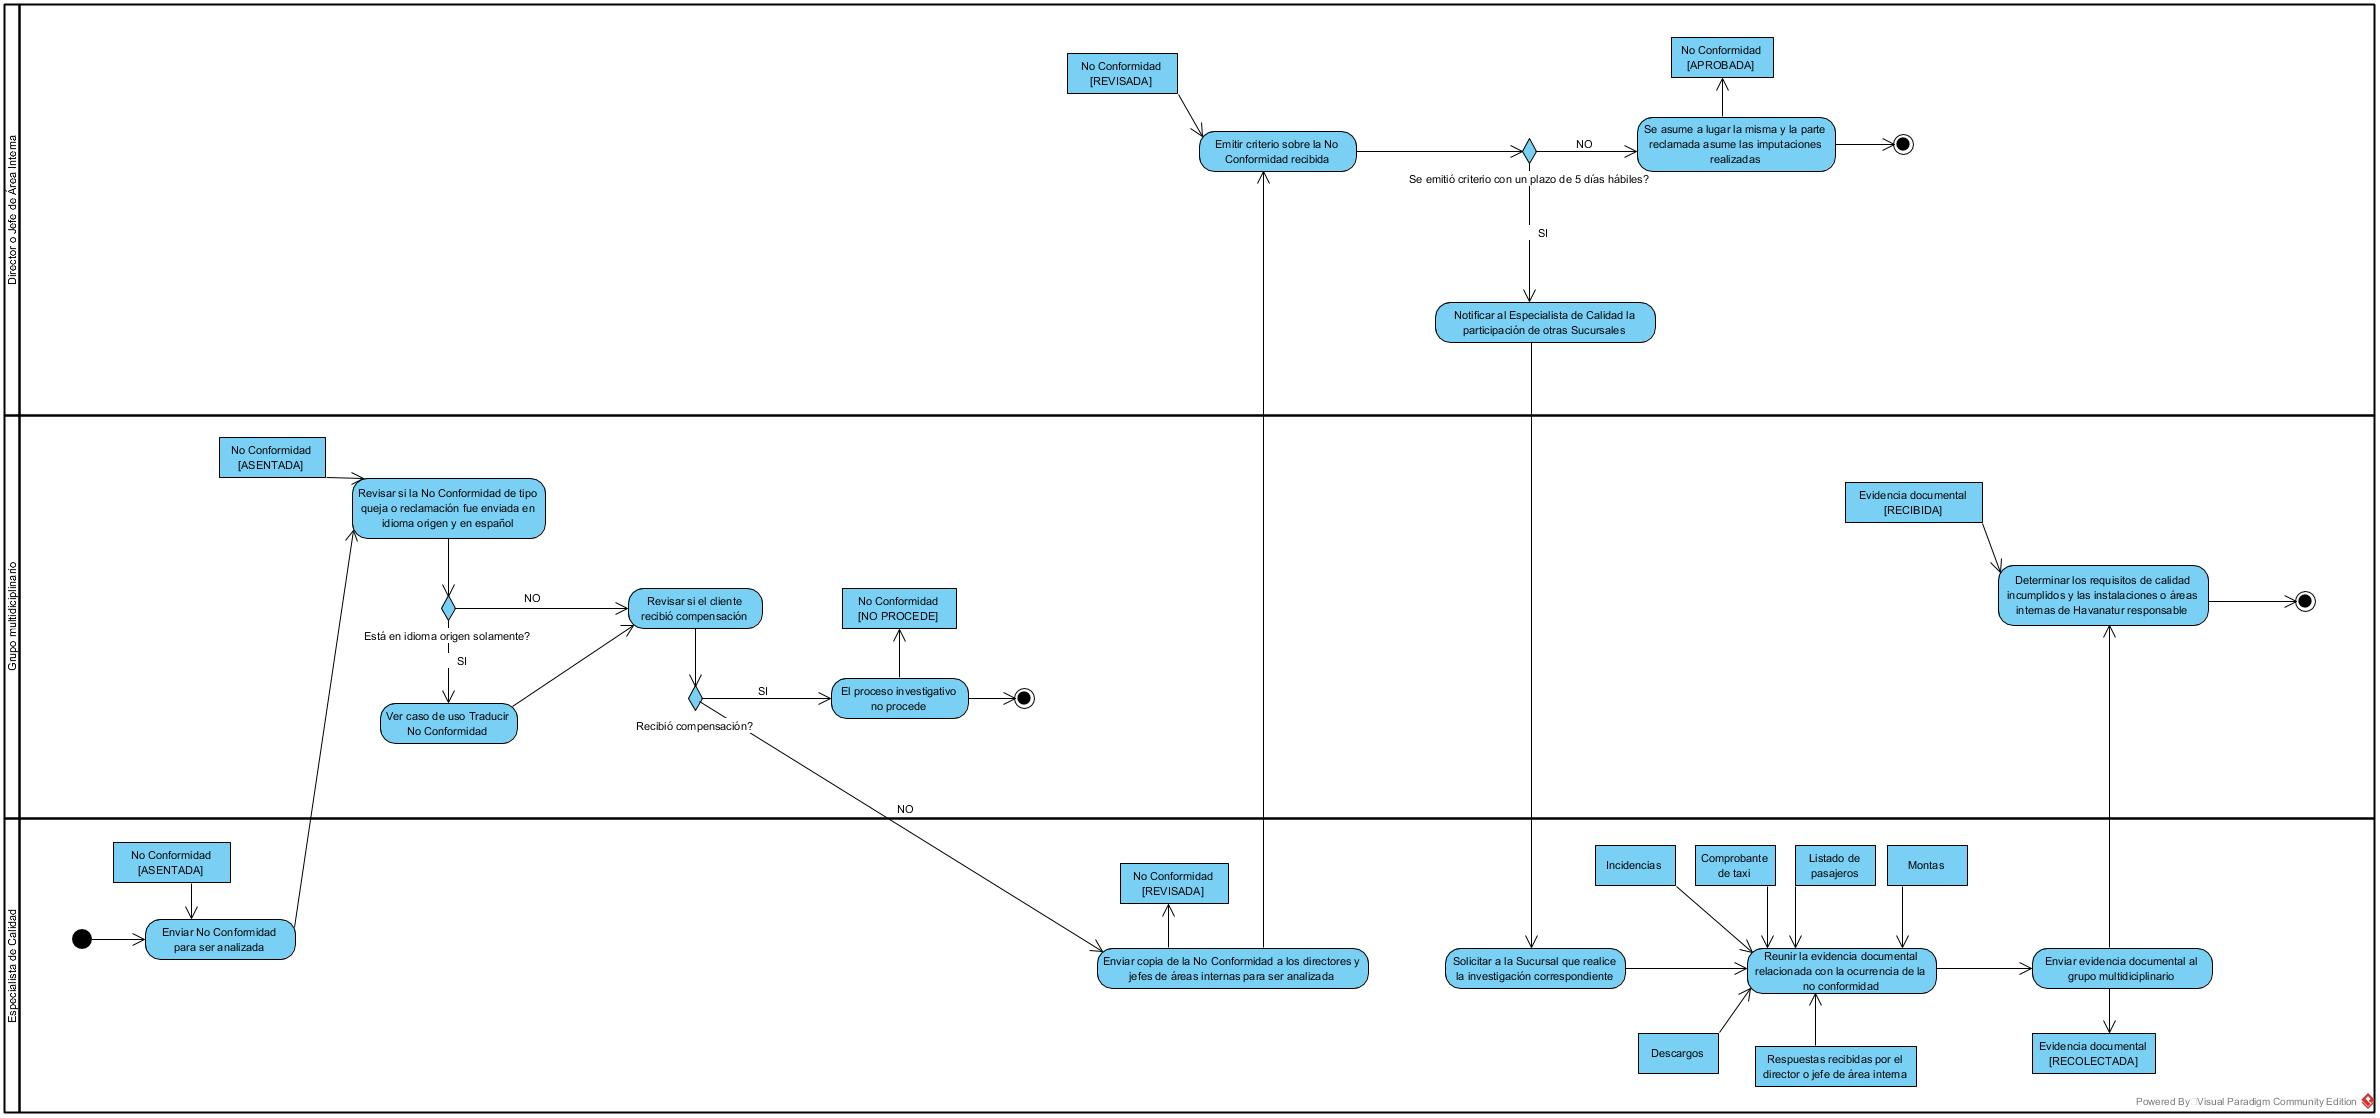 Director o Jefe de Área Interna
No Conformidad
[REVISADA]
No Conformidad
[APROBADA]
Emitir criterio sobre la No
Conformidad recibida
NO
Se asume a lugar la misma y la parte
reclamada asume las imputaciones
realizadas
Se emitió criterio con un plazo de 5 días hábiles?
SI
Notificar al Especialista de Calidad la
participación de otras Sucursales
Grupo multidiciplinario
No Conformidad
[ASENTADA]
Revisar si la No Conformidad de tipo
queja o reclamación fue enviada en
idioma origen y en español
NO
Está en idioma origen solamente?
SI
Ver caso de uso Traducir
No Conformidad
Revisar si el cliente
recibió compensación
No Conformidad
[NO PROCEDE]
SI
El proceso investigativo
no procede
Recibió compensación?
NO
Evidencia documental
[RECIBIDA]
Determinar los requisitos de calidad
incumplidos y las instalaciones o áreas
internas de Havanatur responsable
Especialista de Calidad
No Conformidad
[ASENTADA]
Enviar No Conformidad
para ser analizada
No Conformidad
[REVISADA]
Enviar copia de la No Conformidad a los directores y
jefes de áreas internas para ser analizada
Solicitar a la Sucursal que realice
la investigación correspondiente
Incidencias
Comprobante
de taxi
Listado de
pasajeros
Montas
Reunir la evidencia documental
relacionada con la ocurrencia de la
no conformidad
Enviar evidencia documental al
grupo multidiciplinario
Descargos
Respuestas recibidas por el
director o jefe de área interna
Evidencia documental
[RECOLECTADA]
Powered By Visual Paradigm Community Edition